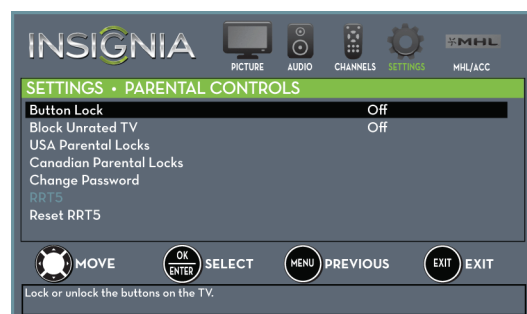 INSIGNIA
PICTURE AUDIO CHANNELS SETTINGS MHL MHL/ACC
SETTINGS • PARENTAL CONTROLS
Button Lock Off
Block Unrated TV Off
USA Parental Locks
Canadian Parental Locks
Change Password
RRT5
Reset RRT5
MOVE OK ENTER SELECT MENU PREVIOUS EXIT EXIT
Lock or unlock the buttons on the TV.